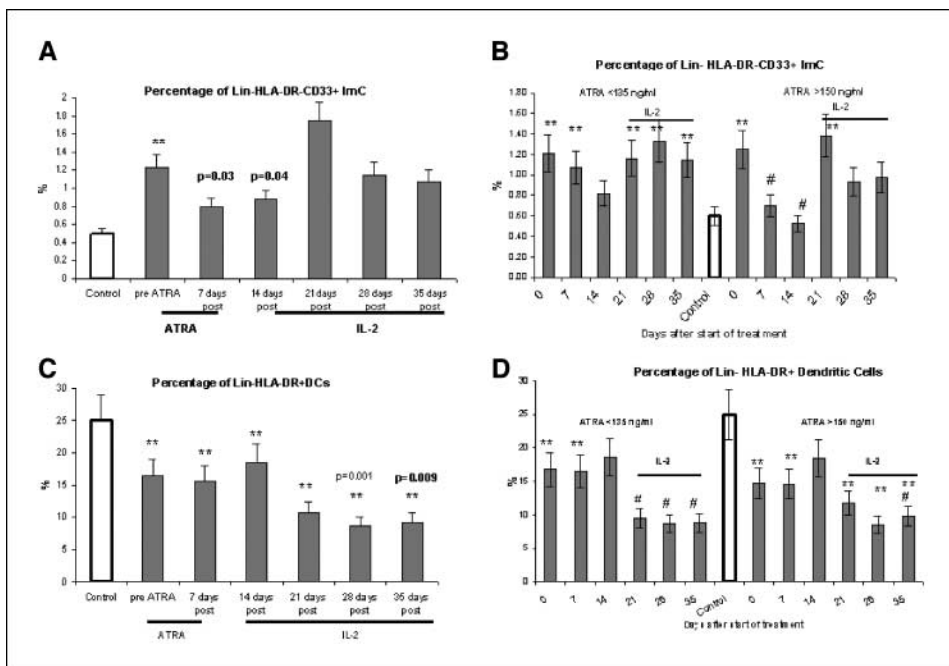 A
Percentage of Lin-HLA-DR-CD33+ ImC
2
1.8
1.6
1.4
1.2
1
0.8
0.6
0.4
0.2
0
%
**
p=0.03
p=0.04
Control
pre ATRA
7 days post
14 days post
21 days post
28 days post
35 days post
ATRA
IL-2
B
Percentage of Lin- HLA-DR-CD33+ ImC
ATRA <135 ng/ml
ATRA >150 ng/ml
IL-2
IL-2
1.80
1.60
1.40
1.20
1.00
0.80
0.60
0.40
0.20
0.00
%
** ** ** ** ** ** # # **
0 7 14 21 28 35 Control 0 7 14 21 28 35
Days after start of treatment
C
Percentage of Lin-HLA-DR+DCs
30
25
20
15
10
5
0
%
** ** ** ** ** **
p=0.001
p=0.009
Control
pre ATRA
7 days post
14 days post
21 days post
28 days post
35 days post
ATRA
IL-2
D
Percentage of Lin- HLA-DR+ Dendritic Cells
ATRA <135 ng/ml
ATRA >150 ng/ml
IL-2
IL-2
30
25
20
15
10
5
0
%
** ** # # # ** ** ** ** ** #
0 7 14 21 28 35 Control 0 7 14 21 28 35
Days after start of treatment